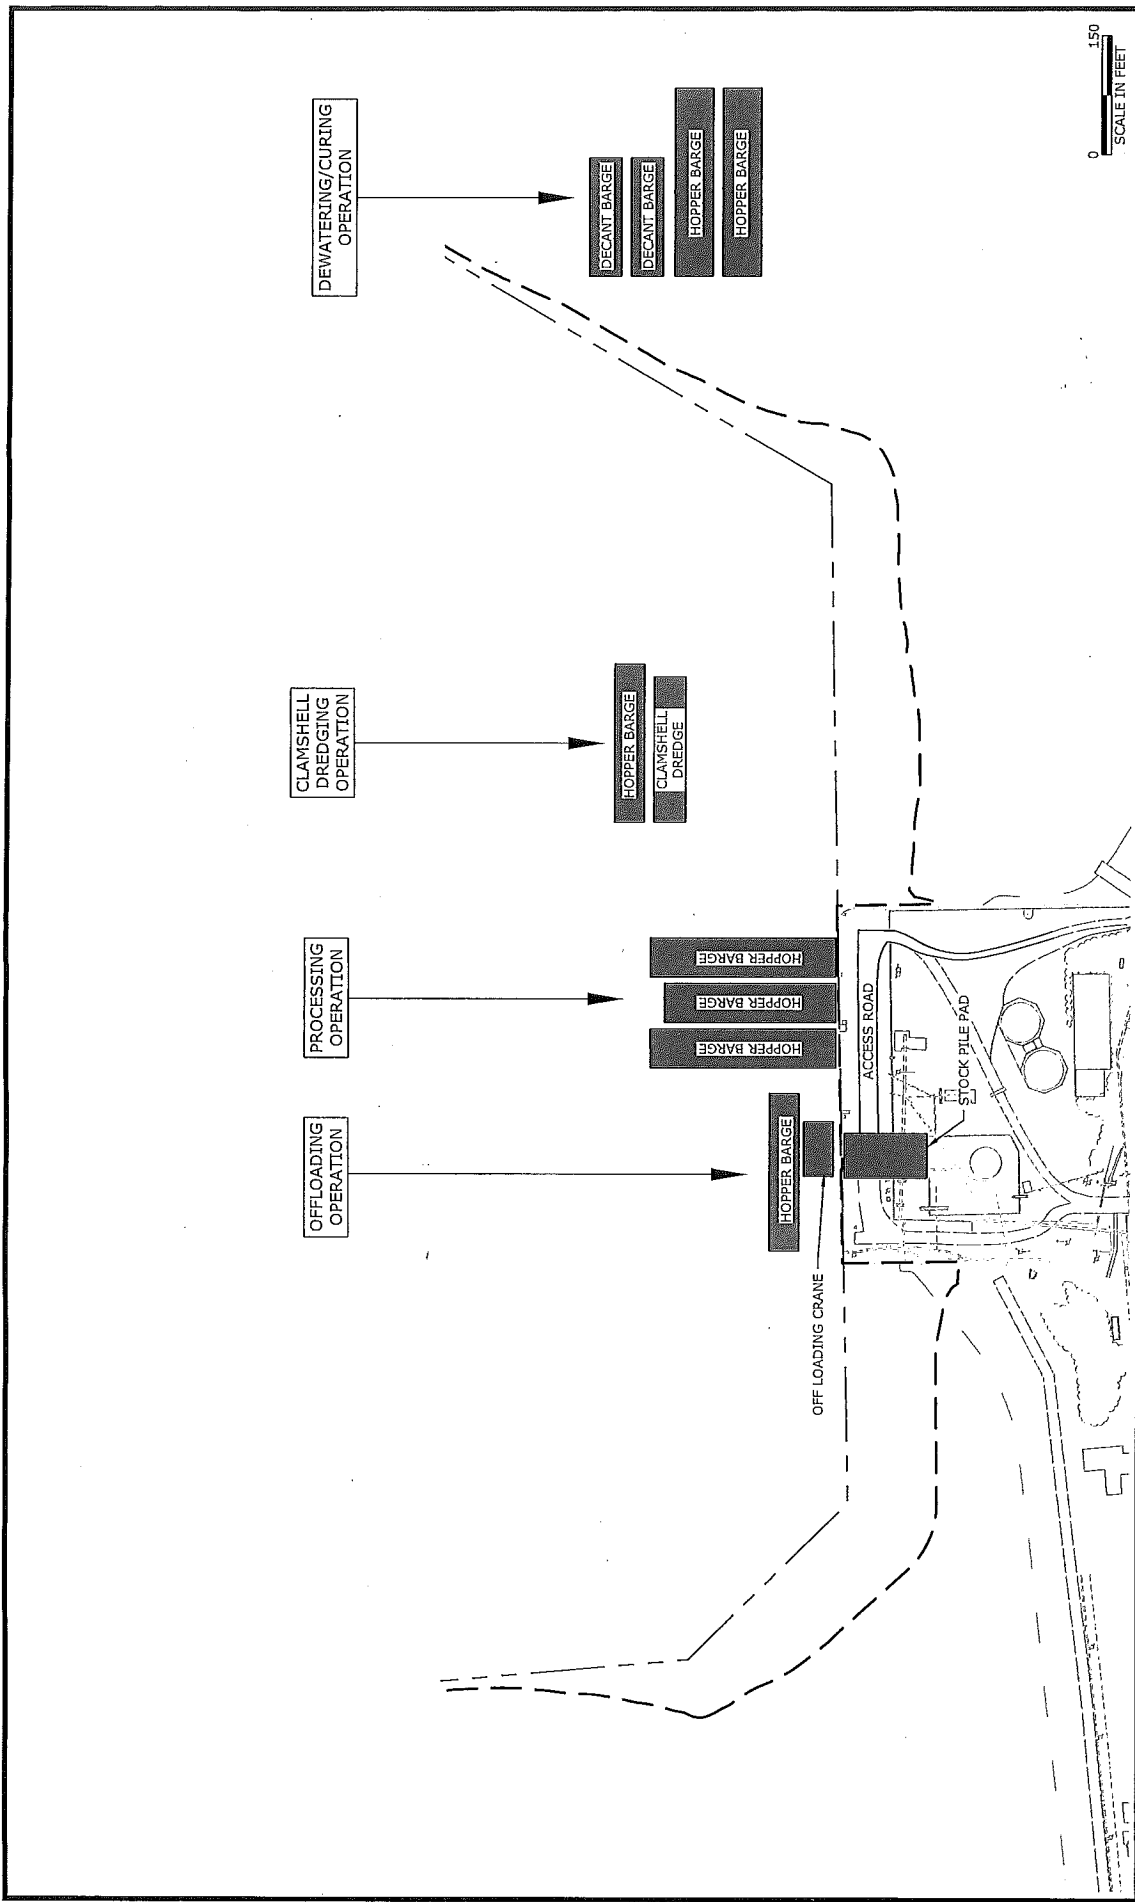 OFFLOADING
OPERATION
PROCESSING
OPERATION
CLAMSHELL
DREDGING
OPERATION
DEWATERING/CURING
OPERATION
HOPPER BARGE
OFF LOADING CRANE
HOPPER BARGE
HOPPER BARGE
HOPPER BARGE
HOPPER BARGE
CLAMSHELL
DREDGE
DECANT BARGE
DECANT BARGE
HOPPER BARGE
HOPPER BARGE
ACCESS ROAD
STOCK PILE PAD
0 150
SCALE IN FEET